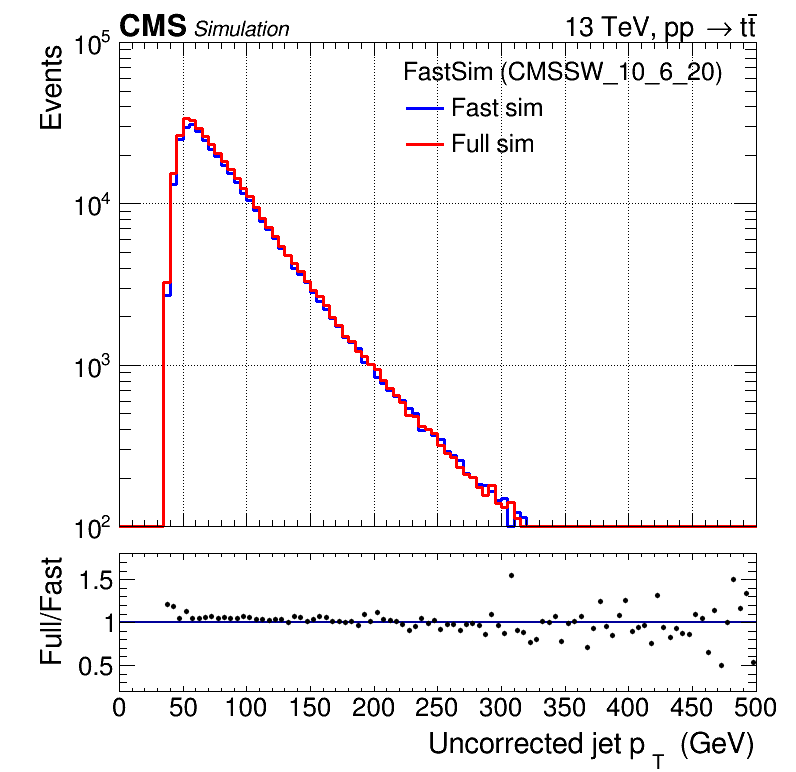 CMS Simulation 13 TeV, pp → tt̄
10⁵
FastSim (CMSSW_10_6_20)
Fast sim
Full sim
Events
10⁴
10³
10²
Full/Fast
1.5
1
0.5
0 50 100 150 200 250 300 350 400 450 500
Uncorrected jet p_T (GeV)